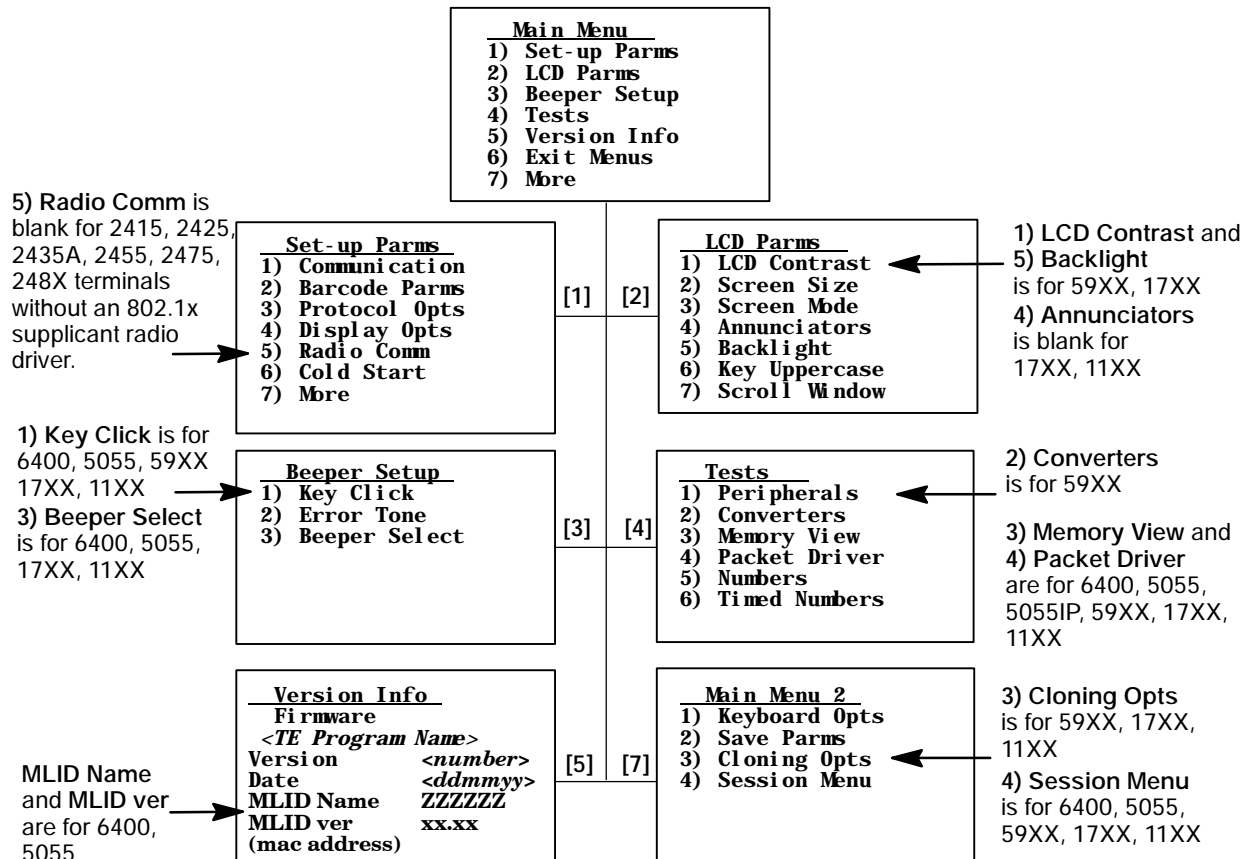 Main Menu
1) Set-up Parms
2) LCD Parms
3) Beeper Setup
4) Tests
5) Version Info
6) Exit Menus
7) More
5) Radio Comm is
blank for 2415, 2425,
2435A, 2455, 2475,
248X terminals
without an 802.1x
supplicant radio
driver.
Set-up Parms
1) Communication
2) Barcode Parms
3) Protocol Opts
4) Display Opts
5) Radio Comm
6) Cold Start
7) More
[1] [2]
LCD Parms
1) LCD Contrast
2) Screen Size
3) Screen Mode
4) Annunciators
5) Backlight
6) Key Uppercase
7) Scroll Window
1) LCD Contrast and
5) Backlight
is for 59XX, 17XX
4) Annunciators
is blank for
17XX, 11XX
1) Key Click is for
6400, 5055, 59XX
17XX, 11XX
3) Beeper Select
is for 6400, 5055,
17XX, 11XX
Beeper Setup
1) Key Click
2) Error Tone
3) Beeper Select
[3] [4]
Tests
1) Peripherals
2) Converters
3) Memory View
4) Packet Driver
5) Numbers
6) Timed Numbers
2) Converters
is for 59XX
3) Memory View and
4) Packet Driver
are for 6400, 5055,
5055IP, 59XX, 17XX,
11XX
MLID Name
and MLID ver
are for 6400,
5055
Version Info
Firmware
<TE Program Name>
Version <number>
Date <ddmmyy>
MLID Name ZZZZZZ
MLID ver xx.xx
(mac address)
[5] [7]
Main Menu 2
1) Keyboard Opts
2) Save Parms
3) Cloning Opts
4) Session Menu
3) Cloning Opts
is for 59XX, 17XX,
11XX
4) Session Menu
is for 6400, 5055,
59XX, 17XX, 11XX